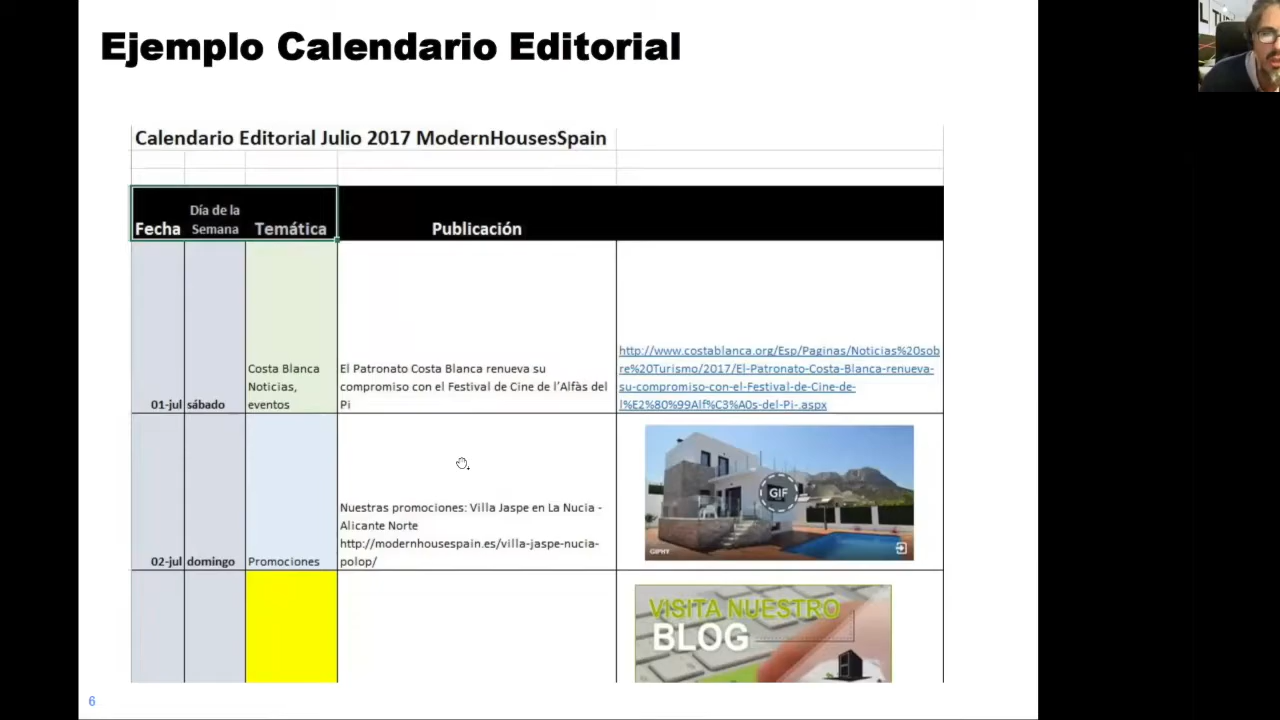 Ejemplo Calendario Editorial
Calendario Editorial Julio 2017 ModernHousesSpain
Fecha
Día de la
Semana
Temática
Publicación
01-jul
sábado
Costa Blanca
Noticias,
eventos
El Patronato Costa Blanca renueva su
compromiso con el Festival de Cine de l'Alfàs del
Pi
http://www.costablanca.org/Esp/Paginas/Noticias%20sob
re%20Turismo/2017/El-Patronato-Costa-Blanca-renueva-
su-compromiso-con-el-Festival-de-Cine-de-
l%E2%80%99Alf%C3%A0s-del-Pi-.aspx
02-jul
domingo
Promociones
Nuestras promociones: Villa Jaspe en La Nucia -
Alicante Norte
http://modernhousespain.es/villa-jaspe-nucia-
polop/
GIF
GIPHY
VISITA NUESTRO
BLOG
6